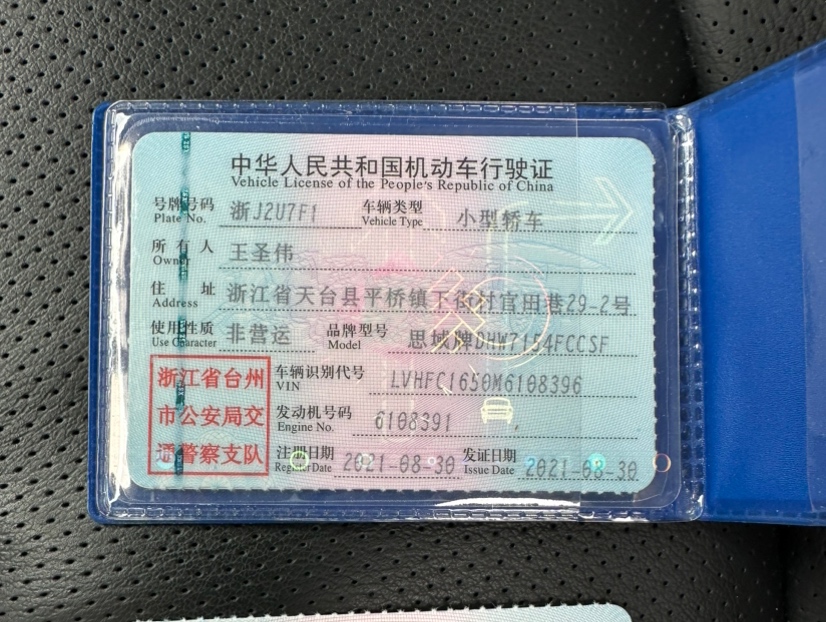 中华人民共和国机动车行驶证
Vehicle License of the People's Republic of China
号牌号码 浙J2U7F1 车辆类型 小型轿车
Plate No. Vehicle Type
所有人 王圣伟
Owner
住址 浙江省天台县平桥镇下街村官田巷29-2号
Address
使用性质 非营运 品牌型号 思域牌DHW7154FCCSF
Use Character Model
浙江省台州 车辆识别代号 LVHFC1650M6108396
VIN
市公安局交 发动机号码 6108391
Engine No.
通警察支队 注册日期 2021-08-30 发证日期 2021-08-30
Register Date Issue Date